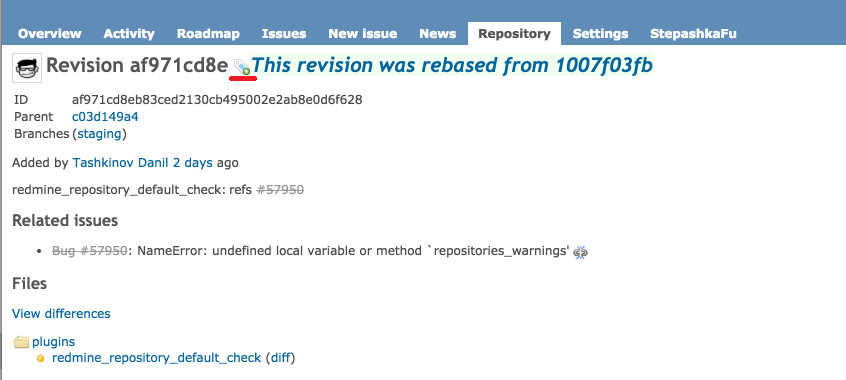 Overview Activity Roadmap Issues New issue News Repository Settings StepashkaFu
Revision af971cd8e This revision was rebased from 1007f03fb
ID af971cd8eb83ced2130cb495002e2ab8e0d6f628
Parent c03d149a4
Branches (staging)
Added by Tashkinov Danil 2 days ago
redmine_repository_default_check: refs #57950
Related issues
• Bug #57950: NameError: undefined local variable or method `repositories_warnings'
Files
View differences
plugins
redmine_repository_default_check (diff)